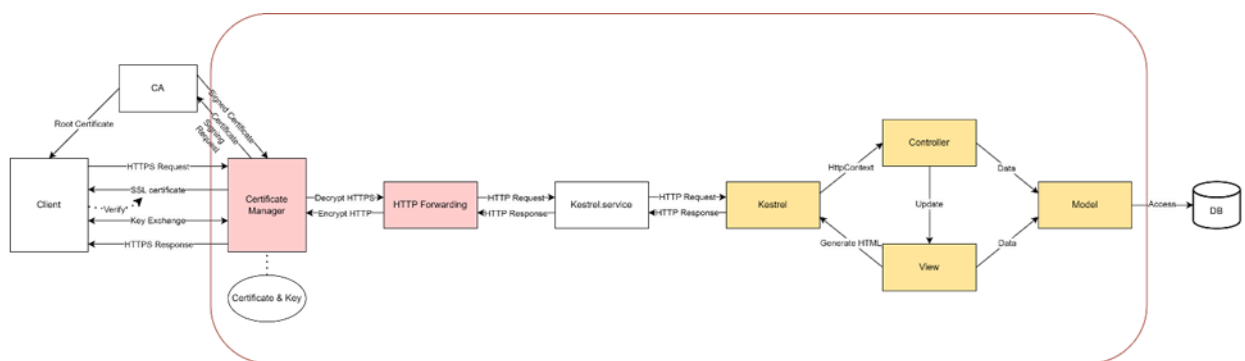 CA
Root Certificate
Signed Certificate
Certificate
Signing
Request
Client
HTTPS Request
SSL certificate
"Verify"
Key Exchange
HTTPS Response
Certificate
Manager
Certificate & Key
Decrypt HTTPS
Encrypt HTTP
HTTP Forwarding
HTTP Request
HTTP Response
Kestrel.service
HTTP Request
HTTP Response
Kestrel
HttpContext
Generate HTML
Controller
Update
View
Data
Data
Model
Access
DB